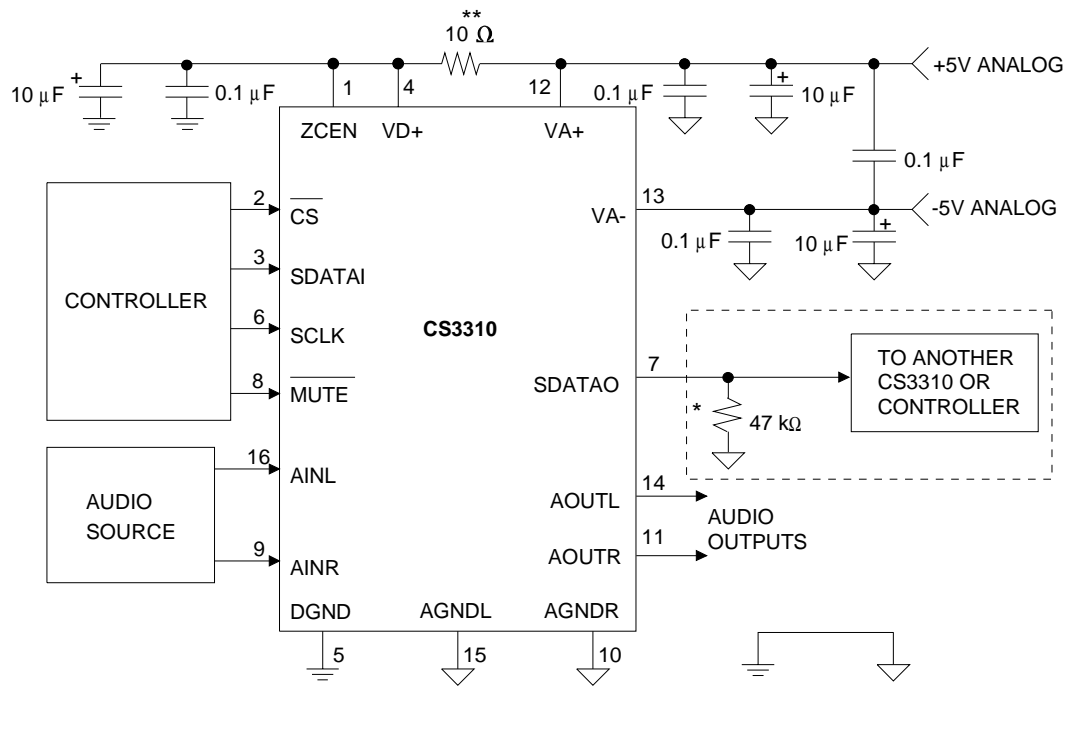 **
10 Ω
+5V ANALOG
+
10 μF
0.1 μF
1
4
12
0.1 μF
+
10 μF
ZCEN
VD+
VA+
0.1 μF
2
CS
13
VA-
-5V ANALOG
0.1 μF
10 μF
+
3
SDATAI
CONTROLLER
6
SCLK
CS3310
8
MUTE
7
SDATAO
*
47 kΩ
TO ANOTHER
CS3310 OR
CONTROLLER
16
AINL
AUDIO
SOURCE
9
AINR
14
AOUTL
11
AOUTR
AUDIO
OUTPUTS
DGND
AGNDL
AGNDR
5
15
10